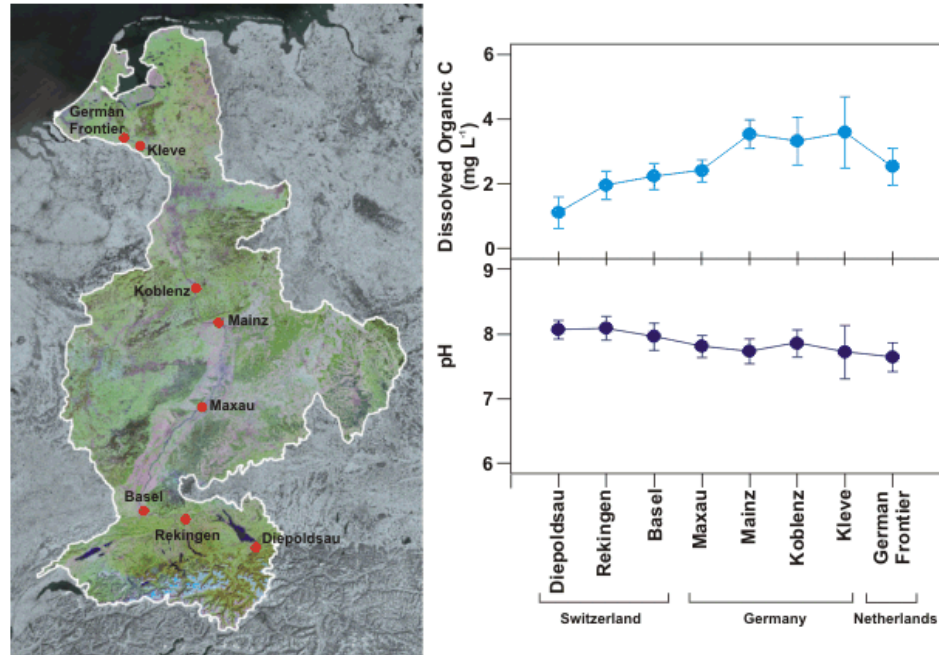 German
Frontier
Kleve
Koblenz
Mainz
Maxau
Basel
Rekingen
Diepoldsau
Dissolved Organic C
(mg L⁻¹)
6
4
2
0
pH
9
8
7
6
Diepoldsau
Rekingen
Basel
Maxau
Mainz
Koblenz
Kleve
German
Frontier
Switzerland
Germany
Netherlands